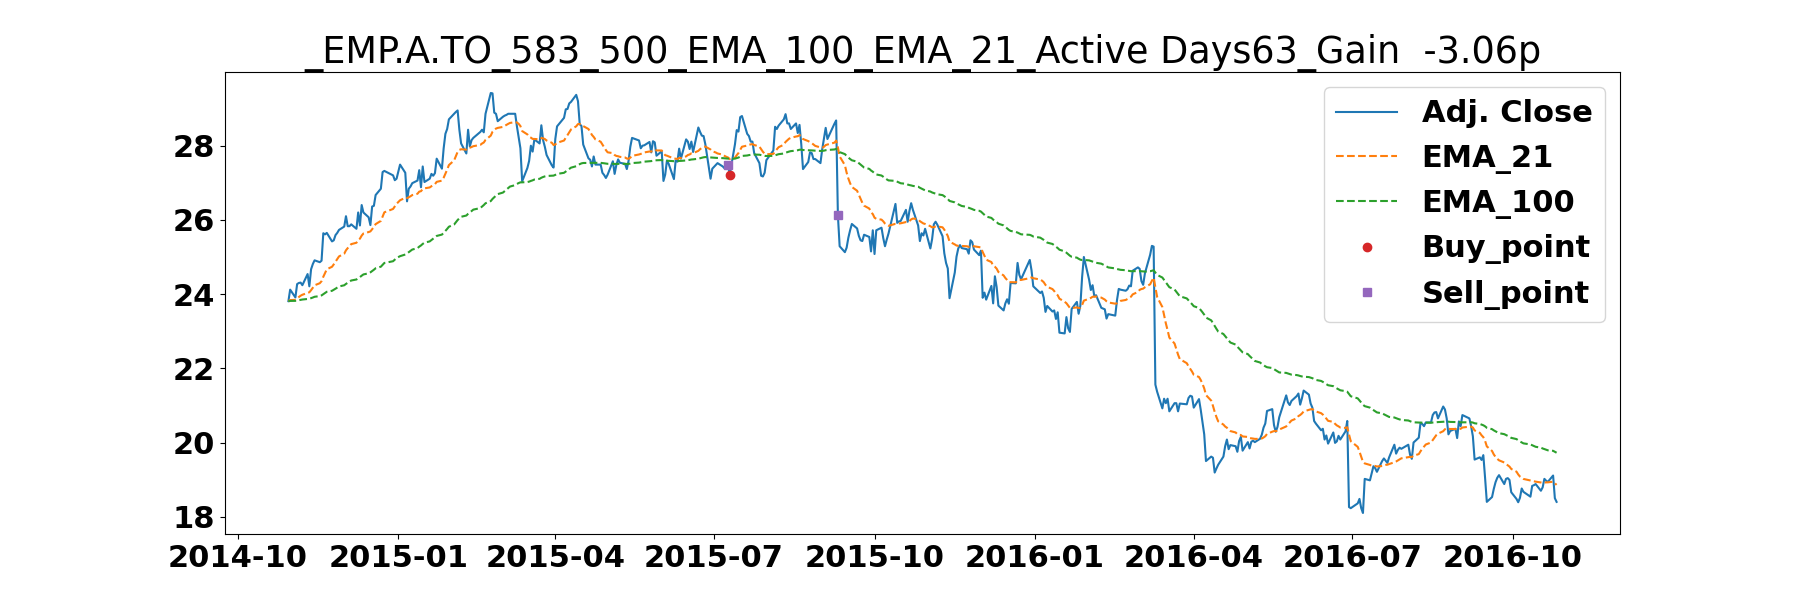 _EMP.A.TO_583_500_EMA_100_EMA_21_Active Days63_Gain  -3.06p
Adj. Close
EMA_21
EMA_100
Buy_point
Sell_point
28
26
24
22
20
18
2014-10 2015-01 2015-04 2015-07 2015-10 2016-01 2016-04 2016-07 2016-10